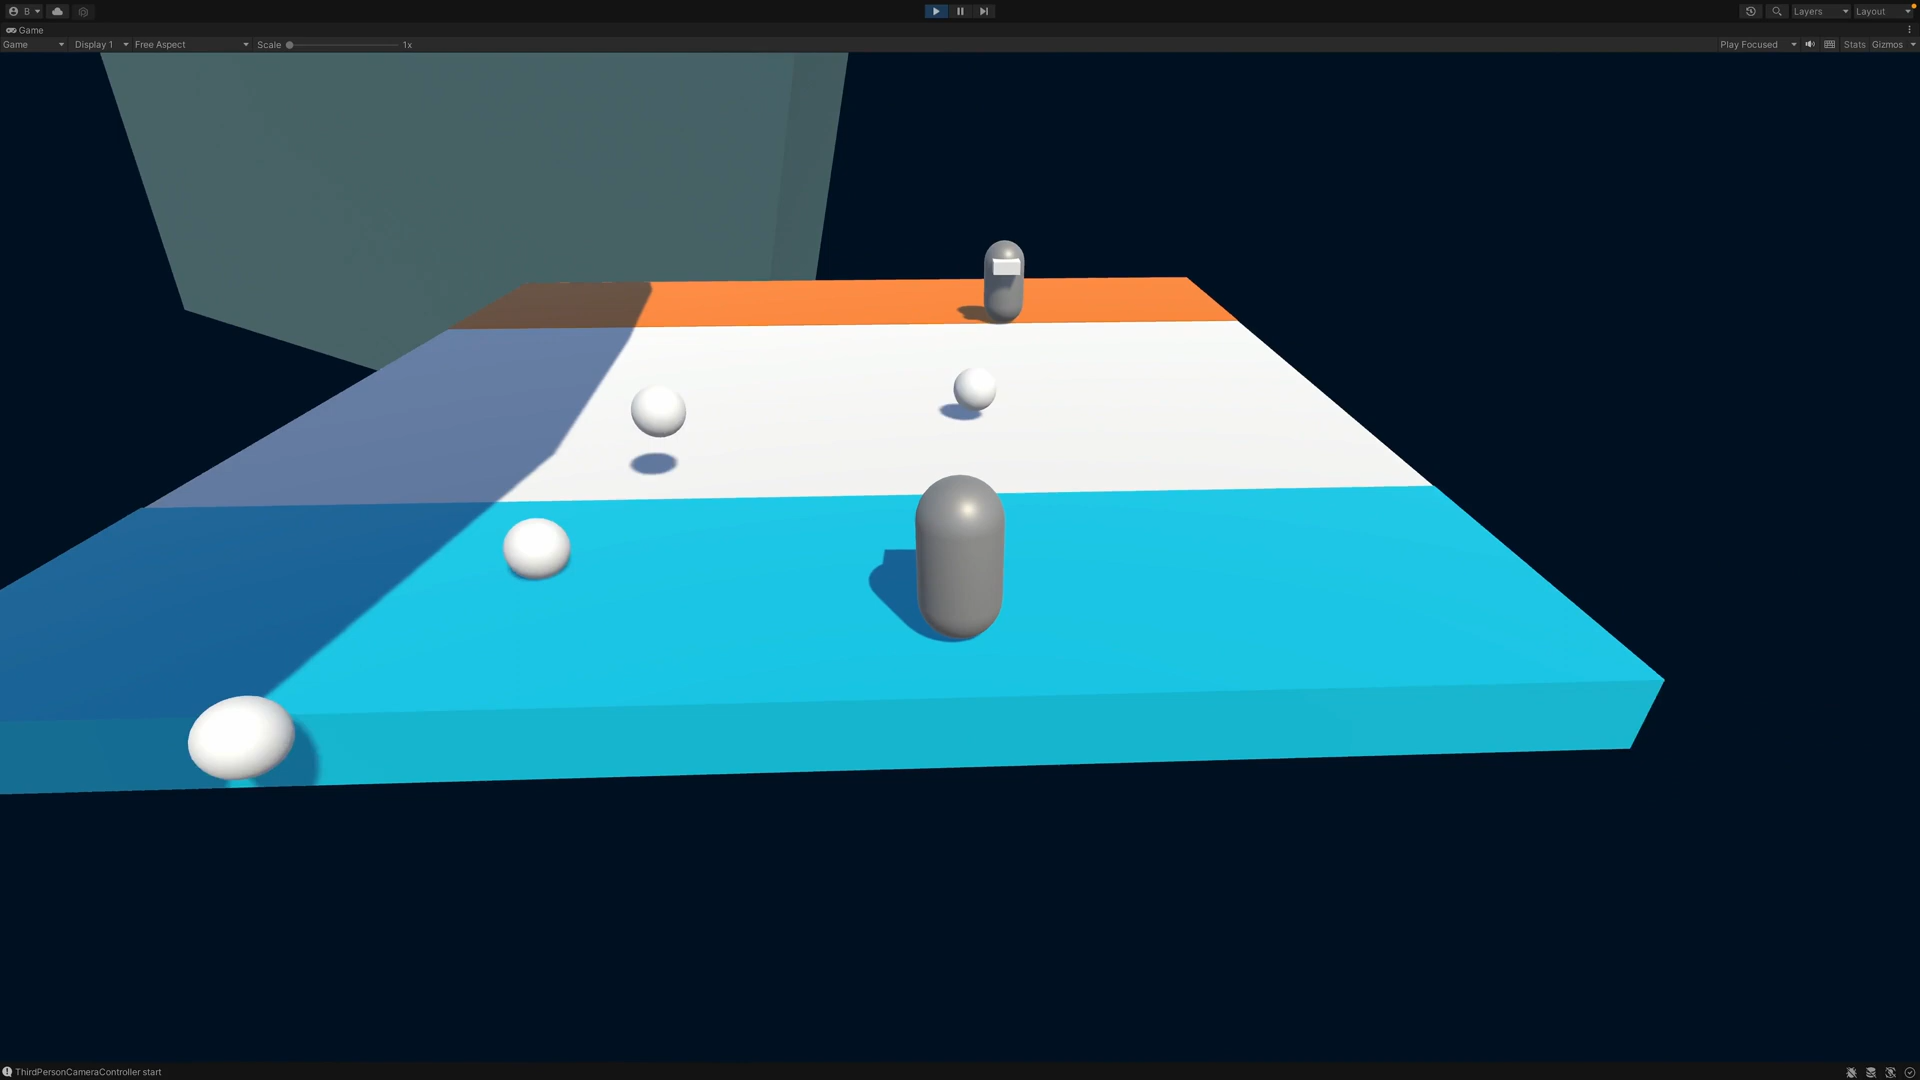 B Layers Layout
Game
Game Display 1 Free Aspect Scale 1x Play Focused Stats Gizmos
ThirdPersonCameraController start